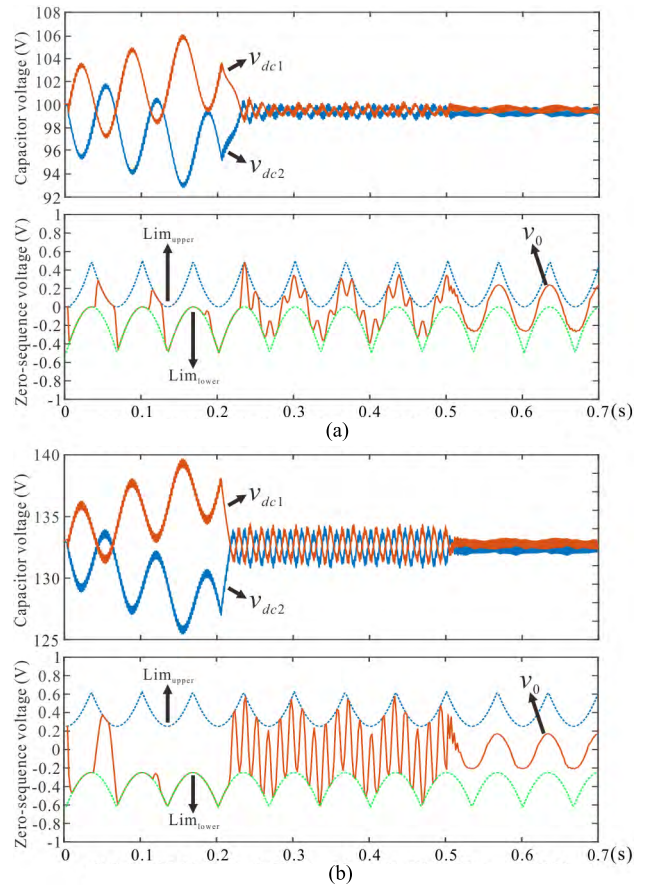 Capacitor voltage (V)
108
106
104
102
100
98
96
94
92
v_dc1
v_dc2
Zero-sequence voltage (V)
1
0.8
0.6
0.4
0.2
0
-0.2
-0.4
-0.6
-0.8
-1
Lim_upper
Lim_lower
v_0
0 0.1 0.2 0.3 0.4 0.5 0.6 0.7(s)
(a)
Capacitor voltage (V)
140
135
130
125
v_dc1
v_dc2
Zero-sequence voltage (V)
1
0.8
0.6
0.4
0.2
0
-0.2
-0.4
-0.6
-0.8
-1
Lim_upper
Lim_lower
v_0
0 0.1 0.2 0.3 0.4 0.5 0.6 0.7(s)
(b)